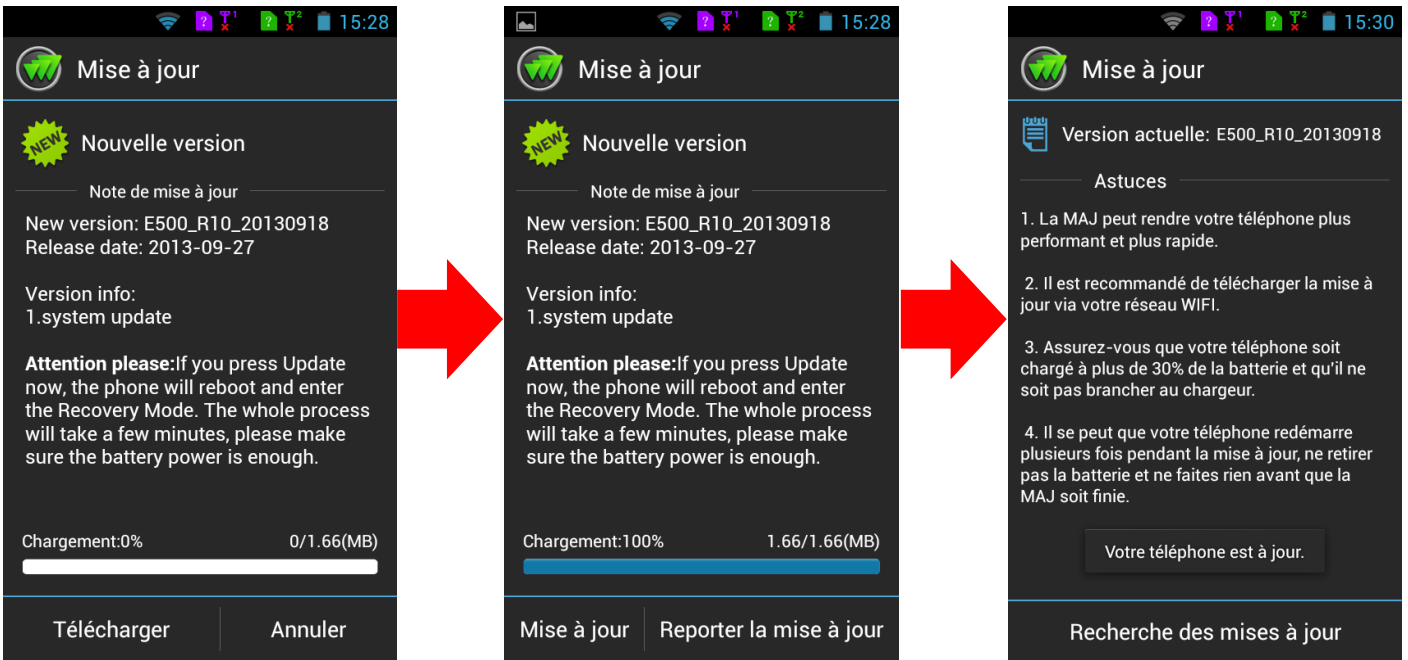 ? 1 ? 2 15:28
Mise à jour
NEW Nouvelle version
Note de mise à jour
New version: E500_R10_20130918
Release date: 2013-09-27
Version info:
1.system update
Attention please:If you press Update
now, the phone will reboot and enter
the Recovery Mode. The whole process
will take a few minutes, please make
sure the battery power is enough.
Chargement:0% 0/1.66(MB)
Télécharger Annuler
? 1 ? 2 15:28
Mise à jour
NEW Nouvelle version
Note de mise à jour
New version: E500_R10_20130918
Release date: 2013-09-27
Version info:
1.system update
Attention please:If you press Update
now, the phone will reboot and enter
the Recovery Mode. The whole process
will take a few minutes, please make
sure the battery power is enough.
Chargement:100% 1.66/1.66(MB)
Mise à jour Reporter la mise à jour
? 1 ? 2 15:30
Mise à jour
Version actuelle: E500_R10_20130918
Astuces
1. La MAJ peut rendre votre téléphone plus
performant et plus rapide.
2. Il est recommandé de télécharger la mise à
jour via votre réseau WIFI.
3. Assurez-vous que votre téléphone soit
chargé à plus de 30% de la batterie et qu'il ne
soit pas brancher au chargeur.
4. Il se peut que votre téléphone redémarre
plusieurs fois pendant la mise à jour, ne retirer
pas la batterie et ne faites rien avant que la
MAJ soit finie.
Votre téléphone est à jour.
Recherche des mises à jour